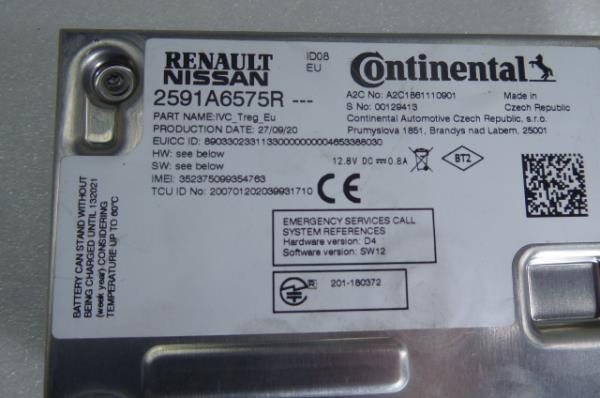 RENAULT
NISSAN
ID08
EU
Continental
2591A6575R ---
A2C No: A2C1861110901
S No: 00129413
Made in
Czech Republic
PART NAME:IVC_Treg_Eu
PRODUCTION DATE: 27/09/20
Continental Automotive Czech Republic, s.r.o.
Prumyslova 1851, Brandys nad Labem, 25001
EUICC ID: 89033023311330000000004653388030
HW: see below
SW: see below
12.8V DC 0.8A
BT2
IMEI: 352375099354763
TCU ID No: 200701202039931710
CE
EMERGENCY SERVICES CALL
SYSTEM REFERENCES
Hardware version: D4
Software version: SW12
R 201-180372
BATTERY CAN STAND WITHOUT
BEING CHARGED UNTIL 132021
(week year) CONSIDERING
TEMPERATURE UP TO 60°C